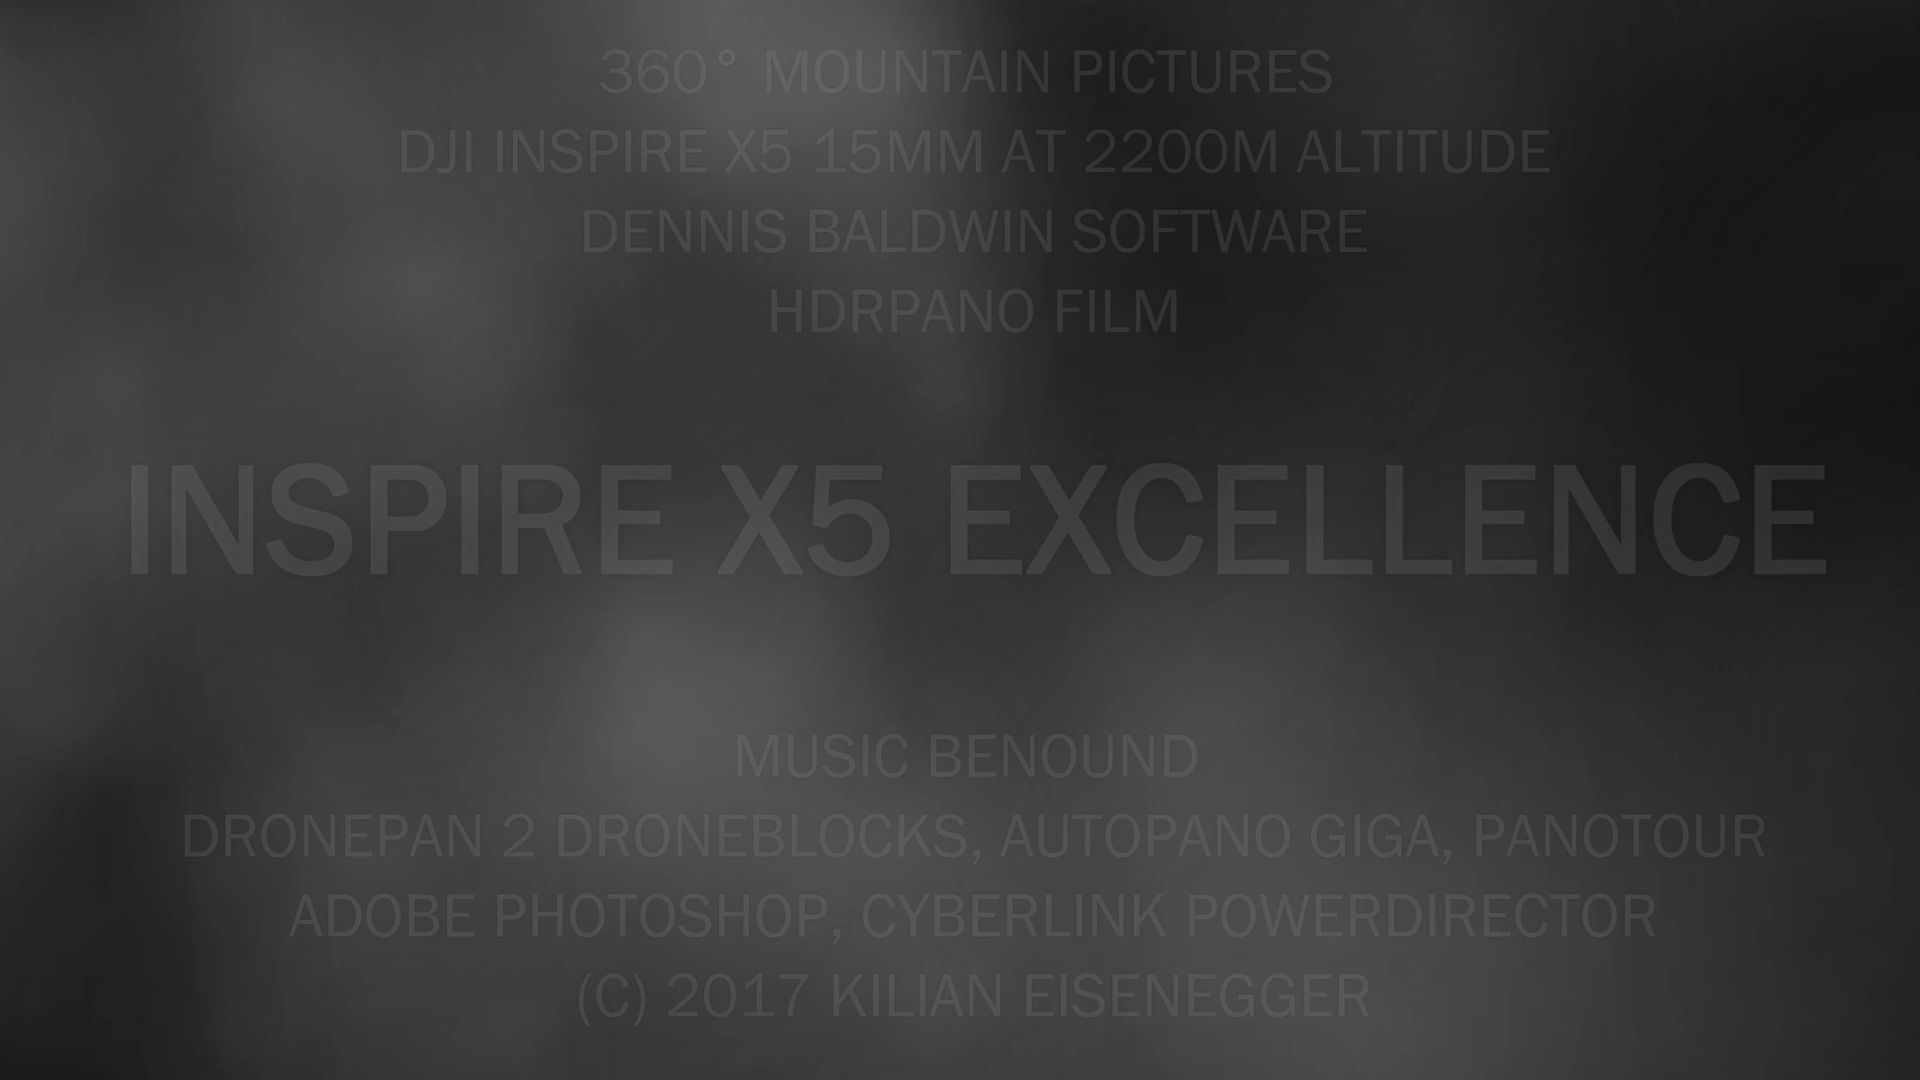 360° MOUNTAIN PICTURES
DJI INSPIRE X5 15MM AT 2200M ALTITUDE
DENNIS BALDWIN SOFTWARE
HDRPANO FILM
INSPIRE X5 EXCELLENCE
MUSIC BENOUND
DRONEPAN 2 DRONEBLOCKS, AUTOPANO GIGA, PANOTOUR
ADOBE PHOTOSHOP, CYBERLINK POWERDIRECTOR
(C) 2017 KILIAN EISENEGGER